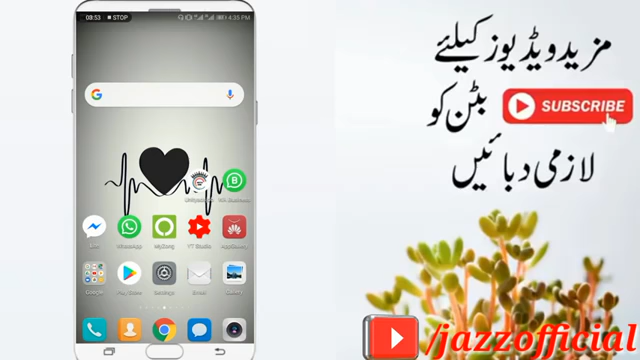 08:53 ■ STOP
4:35 PM
مزید ویڈیوز کیلئے
SUBSCRIBE بٹن کو
لازمی دبائیں
WhatsApp
YT Studio
AppGallery
Google
Play Store
Settings
Email
Gallery
/jazzofficial